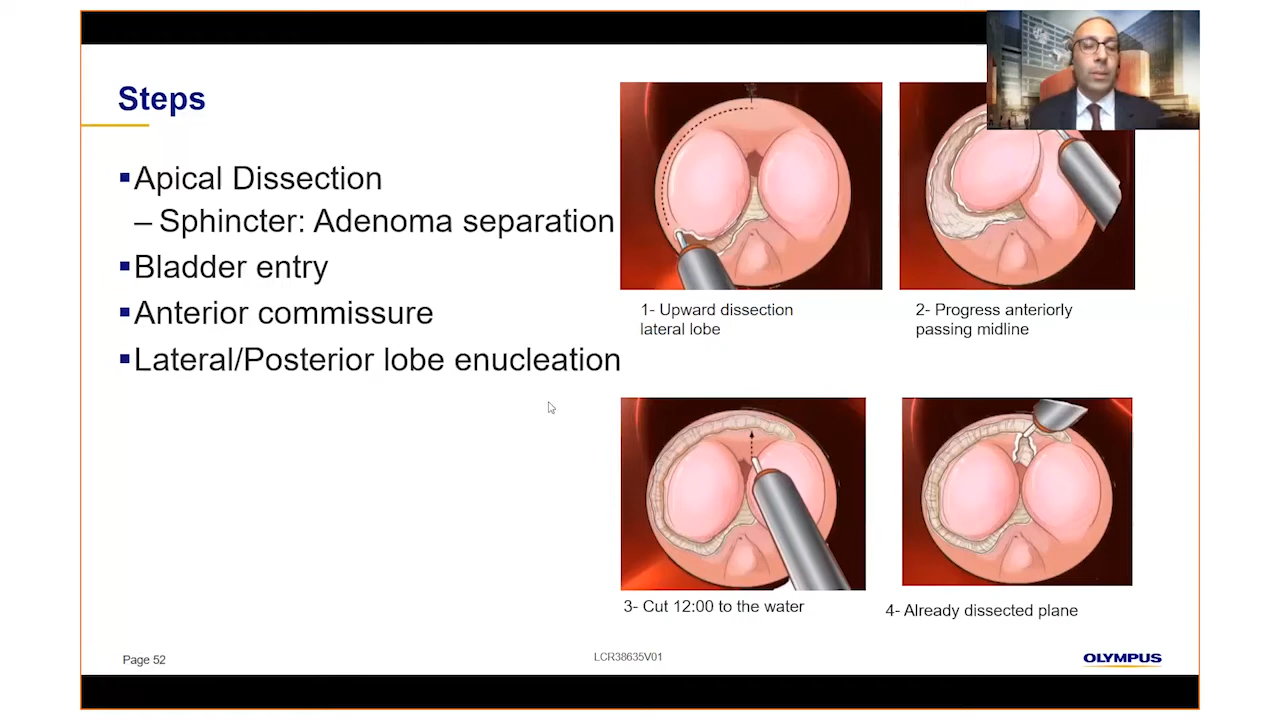 Steps
▪Apical Dissection
– Sphincter: Adenoma separation
▪Bladder entry
▪Anterior commissure
▪Lateral/Posterior lobe enucleation
1- Upward dissection
lateral lobe
2- Progress anteriorly
passing midline
3- Cut 12:00 to the water
4- Already dissected plane
Page 52
LCR38635V01
OLYMPUS